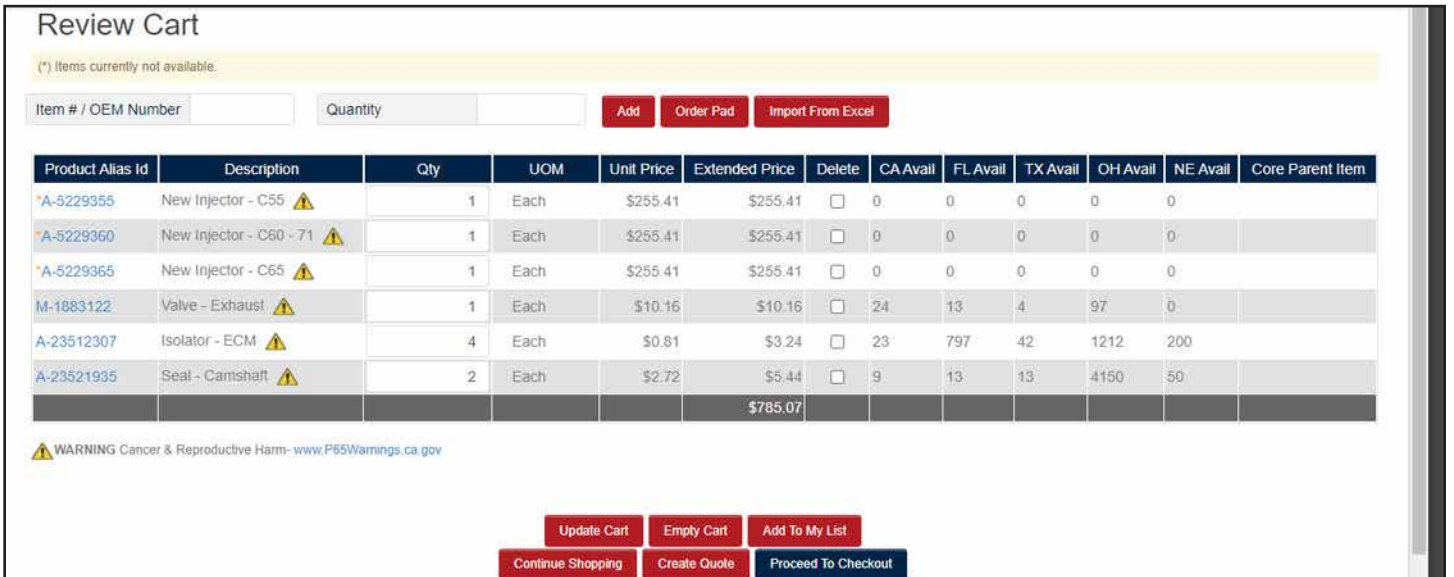 Review Cart
(*) Items currently not available.
Item # / OEM Number Quantity Add Order Pad Import From Excel
Product Alias Id Description Qty UOM Unit Price Extended Price Delete CA Avail FL Avail TX Avail OH Avail NE Avail Core Parent Item
*A-5229355 New Injector - C55 1 Each $255.41 $255.41 0 0 0 0 0
*A-5229360 New Injector - C60 - 71 1 Each $255.41 $255.41 0 0 0 0 0
*A-5229365 New Injector - C65 1 Each $255.41 $255.41 0 0 0 0 0
M-1883122 Valve - Exhaust 1 Each $10.16 $10.16 24 13 4 97 0
A-23512307 Isolator - ECM 4 Each $0.81 $3.24 23 797 42 1212 200
A-23521935 Seal - Camshaft 2 Each $2.72 $5.44 9 13 13 4150 50
$785.07
WARNING Cancer & Reproductive Harm- www.P65Warnings.ca.gov
Update Cart Empty Cart Add To My List
Continue Shopping Create Quote Proceed To Checkout